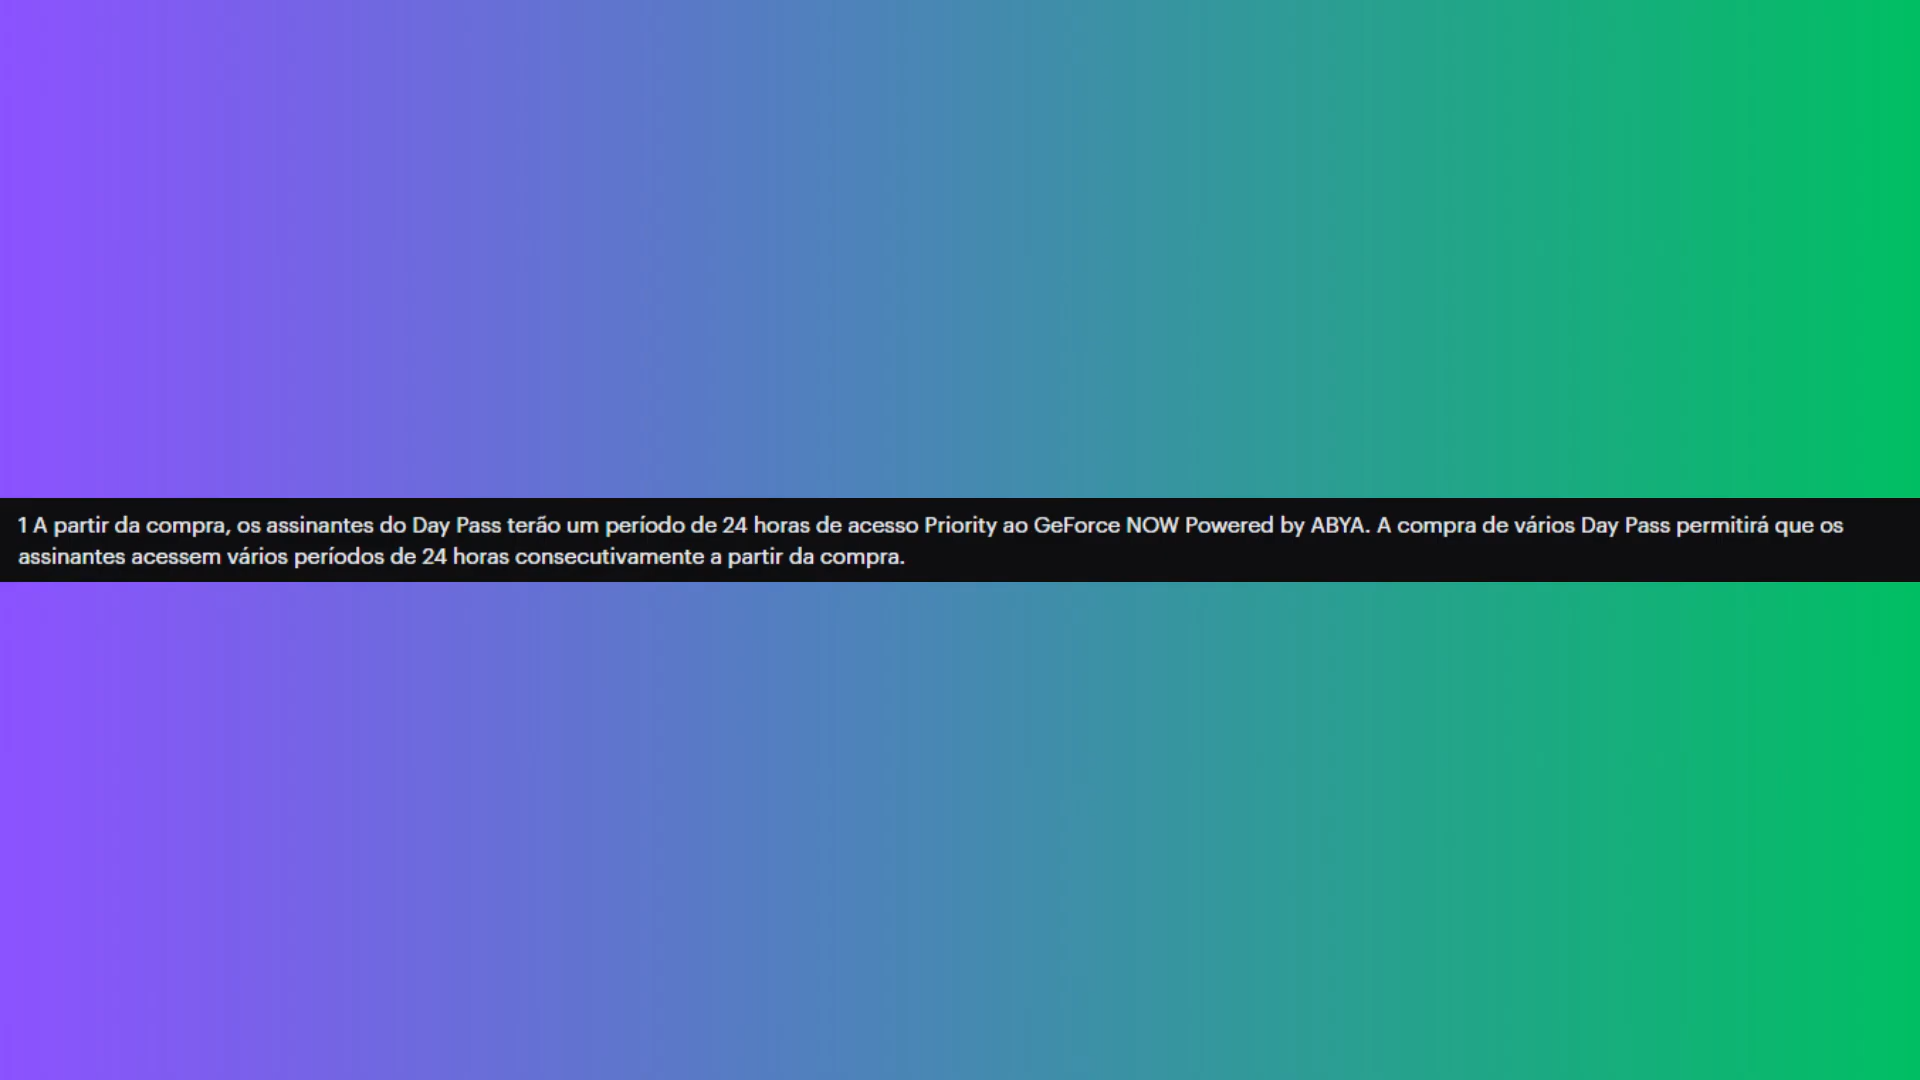 1 A partir da compra, os assinantes do Day Pass terão um período de 24 horas de acesso Priority ao GeForce NOW Powered by ABYA. A compra de vários Day Pass permitirá que os
assinantes acessem vários períodos de 24 horas consecutivamente a partir da compra.